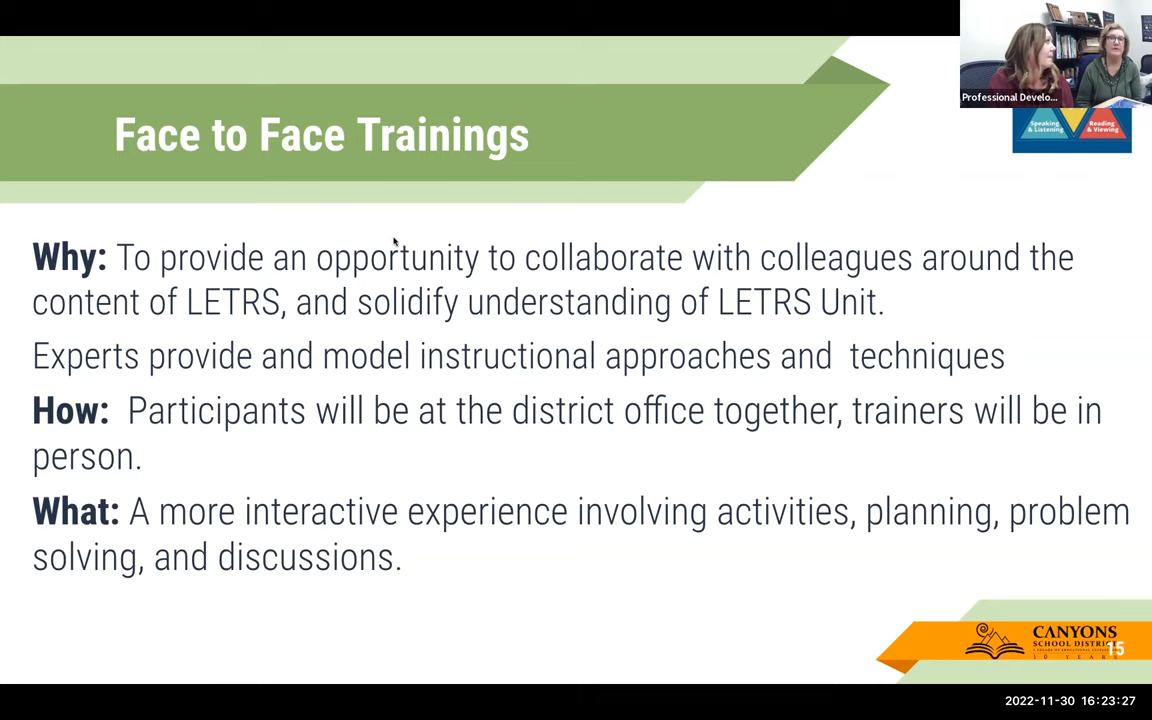 Professional Develo...
Speaking & Listening
Reading & Viewing
Face to Face Trainings
Why: To provide an opportunity to collaborate with colleagues around the
content of LETRS, and solidify understanding of LETRS Unit.
Experts provide and model instructional approaches and techniques
How: Participants will be at the district office together, trainers will be in
person.
What: A more interactive experience involving activities, planning, problem
solving, and discussions.
CANYONS
SCHOOL DISTRICT
10 YEARS
15
2022-11-30 16:23:27